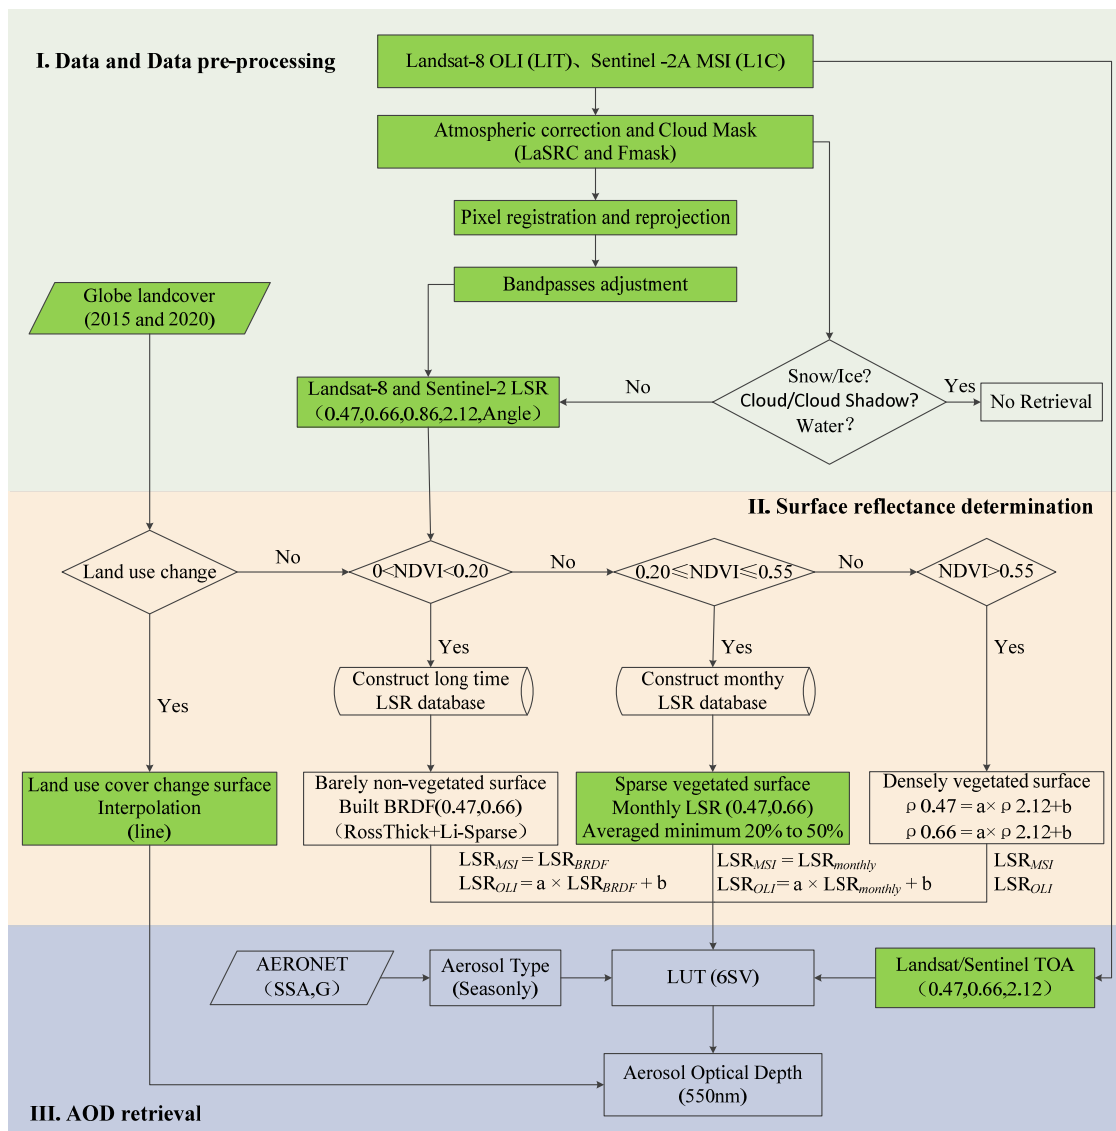 I. Data and Data pre-processing
Landsat-8 OLI (LIT)、Sentinel -2A MSI (L1C)
Atmospheric correction and Cloud Mask
(LaSRC and Fmask)
Pixel registration and reprojection
Bandpasses adjustment
Globe landcover
(2015 and 2020)
Landsat-8 and Sentinel-2 LSR
（0.47,0.66,0.86,2.12,Angle）
No
Snow/Ice?
Cloud/Cloud Shadow?
Water？
Yes
No Retrieval
II. Surface reflectance determination
Land use change
No
0<NDVI<0.20
No
0.20≤NDVI≤0.55
No
NDVI>0.55
Yes
Yes
Yes
Yes
Construct long time
LSR database
Construct monthy
LSR database
Land use cover change surface
Interpolation
(line)
Barely non-vegetated surface
Built BRDF(0.47,0.66)
（RossThick+Li-Sparse）
Sparse vegetated surface
Monthly LSR (0.47,0.66)
Averaged minimum 20% to 50%
Densely vegetated surface
ρ 0.47 = a× ρ 2.12+b
ρ 0.66 = a× ρ 2.12+b
LSRMSI = LSRBRDF
LSROLI = a × LSRBRDF + b
LSRMSI = LSRmonthly
LSROLI = a × LSRmonthly + b
LSRMSI
LSROLI
AERONET
（SSA,G）
Aerosol Type
(Seasonly)
LUT (6SV)
Landsat/Sentinel TOA
（0.47,0.66,2.12）
Aerosol Optical Depth
(550nm)
III. AOD retrieval